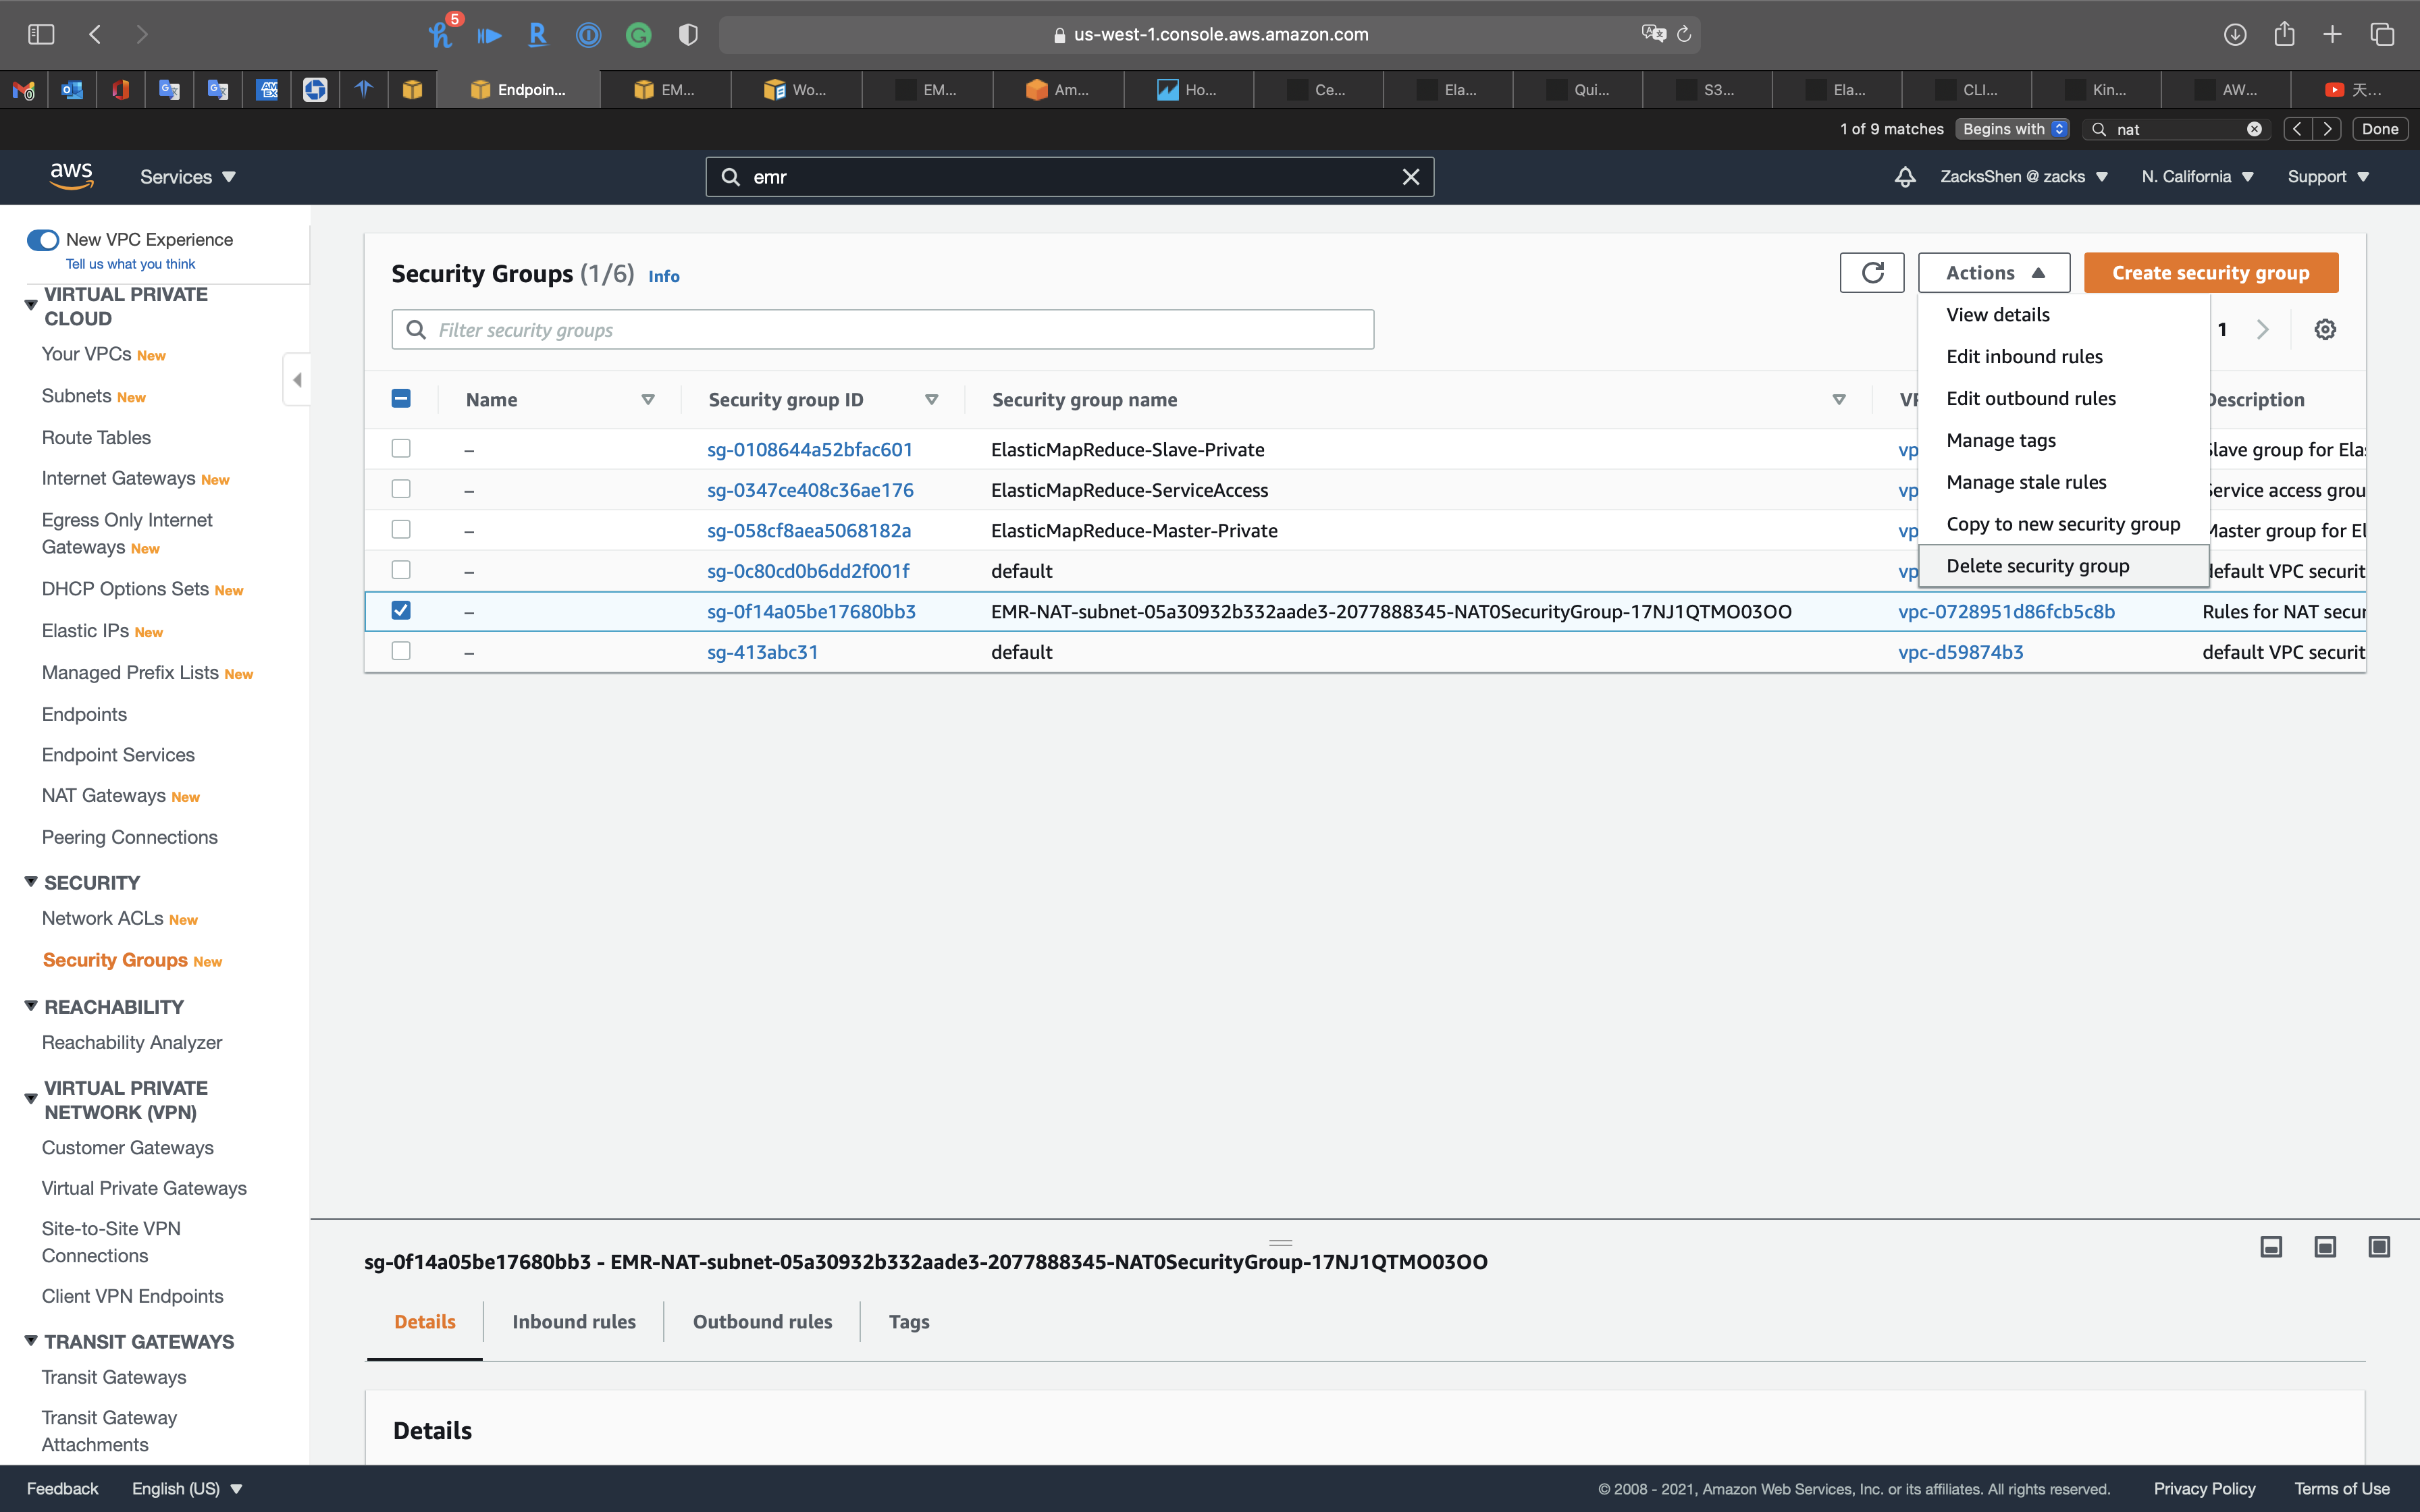 5
us-west-1.console.aws.amazon.com
Endpoin...
EM...
Wo...
EM...
Am...
Ho...
Ce...
Ela...
Qui...
S3...
Ela...
CLI...
Kin...
AW...
天...
1 of 9 matches
Begins with
nat
Done
aws
Services
emr
ZacksShen @ zacks
N. California
Support
New VPC Experience
Tell us what you think
VIRTUAL PRIVATE
CLOUD
Your VPCs New
Subnets New
Route Tables
Internet Gateways New
Egress Only Internet
Gateways New
DHCP Options Sets New
Elastic IPs New
Managed Prefix Lists New
Endpoints
Endpoint Services
NAT Gateways New
Peering Connections
SECURITY
Network ACLs New
Security Groups New
REACHABILITY
Reachability Analyzer
VIRTUAL PRIVATE
NETWORK (VPN)
Customer Gateways
Virtual Private Gateways
Site-to-Site VPN
Connections
Client VPN Endpoints
TRANSIT GATEWAYS
Transit Gateways
Transit Gateway
Attachments
Security Groups (1/6) Info
Actions
Create security group
Filter security groups
1
View details
Edit inbound rules
Edit outbound rules
Manage tags
Manage stale rules
Copy to new security group
Delete security group
Name Security group ID Security group name VP Description
– sg-0108644a52bfac601 ElasticMapReduce-Slave-Private vp Slave group for Ela
– sg-0347ce408c36ae176 ElasticMapReduce-ServiceAccess vp Service access grou
– sg-058cf8aea5068182a ElasticMapReduce-Master-Private vp Master group for El
– sg-0c80cd0b6dd2f001f default vp default VPC securit
– sg-0f14a05be17680bb3 EMR-NAT-subnet-05a30932b332aade3-2077888345-NAT0SecurityGroup-17NJ1QTMO03OO vpc-0728951d86fcb5c8b Rules for NAT secur
– sg-413abc31 default vpc-d59874b3 default VPC securit
sg-0f14a05be17680bb3 - EMR-NAT-subnet-05a30932b332aade3-2077888345-NAT0SecurityGroup-17NJ1QTMO03OO
Details
Inbound rules
Outbound rules
Tags
Details
Feedback
English (US)
© 2008 - 2021, Amazon Web Services, Inc. or its affiliates. All rights reserved.
Privacy Policy
Terms of Use